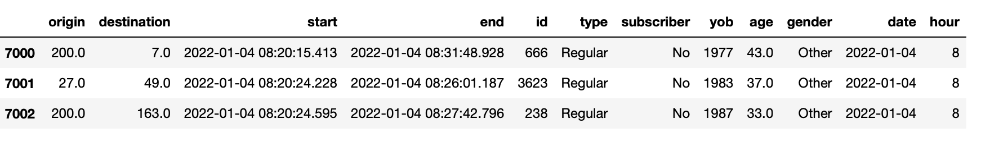 origin destination start end id type subscriber yob age gender date hour
7000 200.0 7.0 2022-01-04 08:20:15.413 2022-01-04 08:31:48.928 666 Regular No 1977 43.0 Other 2022-01-04 8
7001 27.0 49.0 2022-01-04 08:20:24.228 2022-01-04 08:26:01.187 3623 Regular No 1983 37.0 Other 2022-01-04 8
7002 200.0 163.0 2022-01-04 08:20:24.595 2022-01-04 08:27:42.796 238 Regular No 1987 33.0 Other 2022-01-04 8